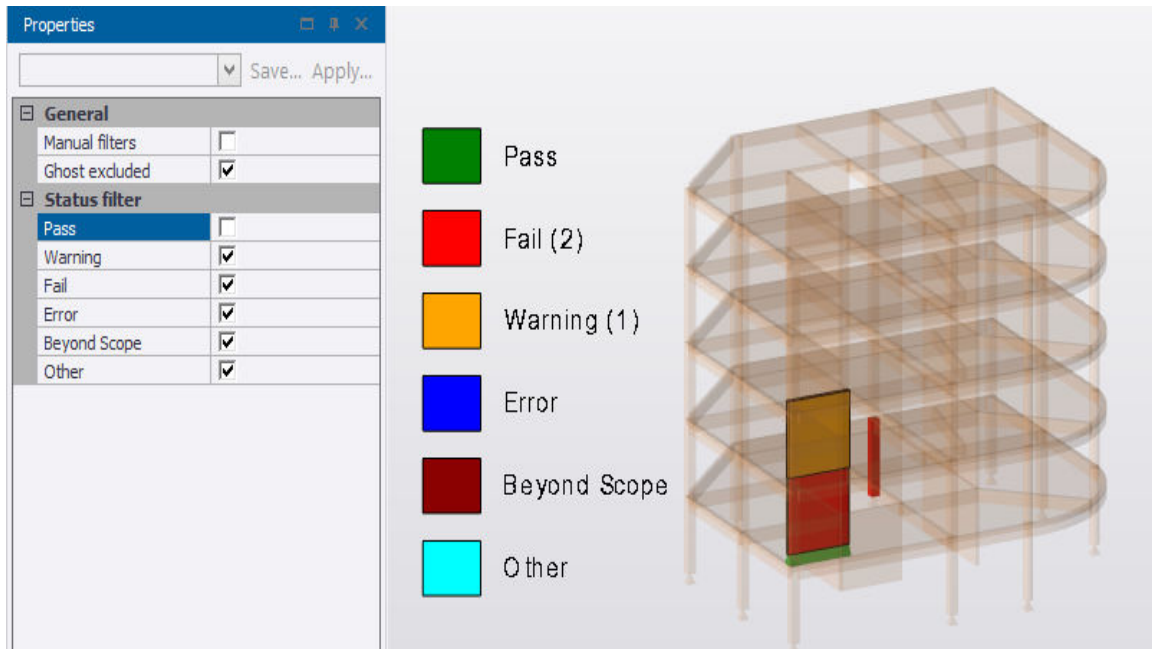 Properties
Save... Apply...
General
Manual filters
Ghost excluded
Status filter
Pass
Warning
Fail
Error
Beyond Scope
Other
Pass
Fail (2)
Warning (1)
Error
Beyond Scope
Other